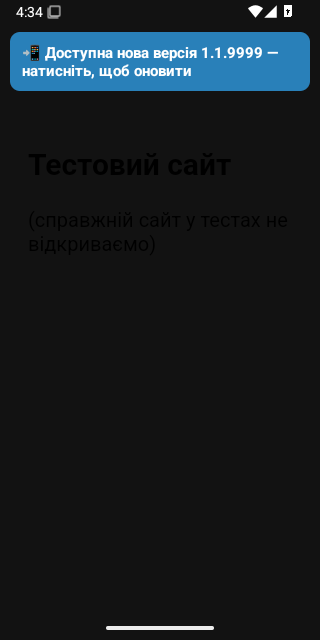 4:34
📲 Доступна нова версія 1.1.9999 —
натисніть, щоб оновити
Тестовий сайт
(справжній сайт у тестах не
відкриваємо)